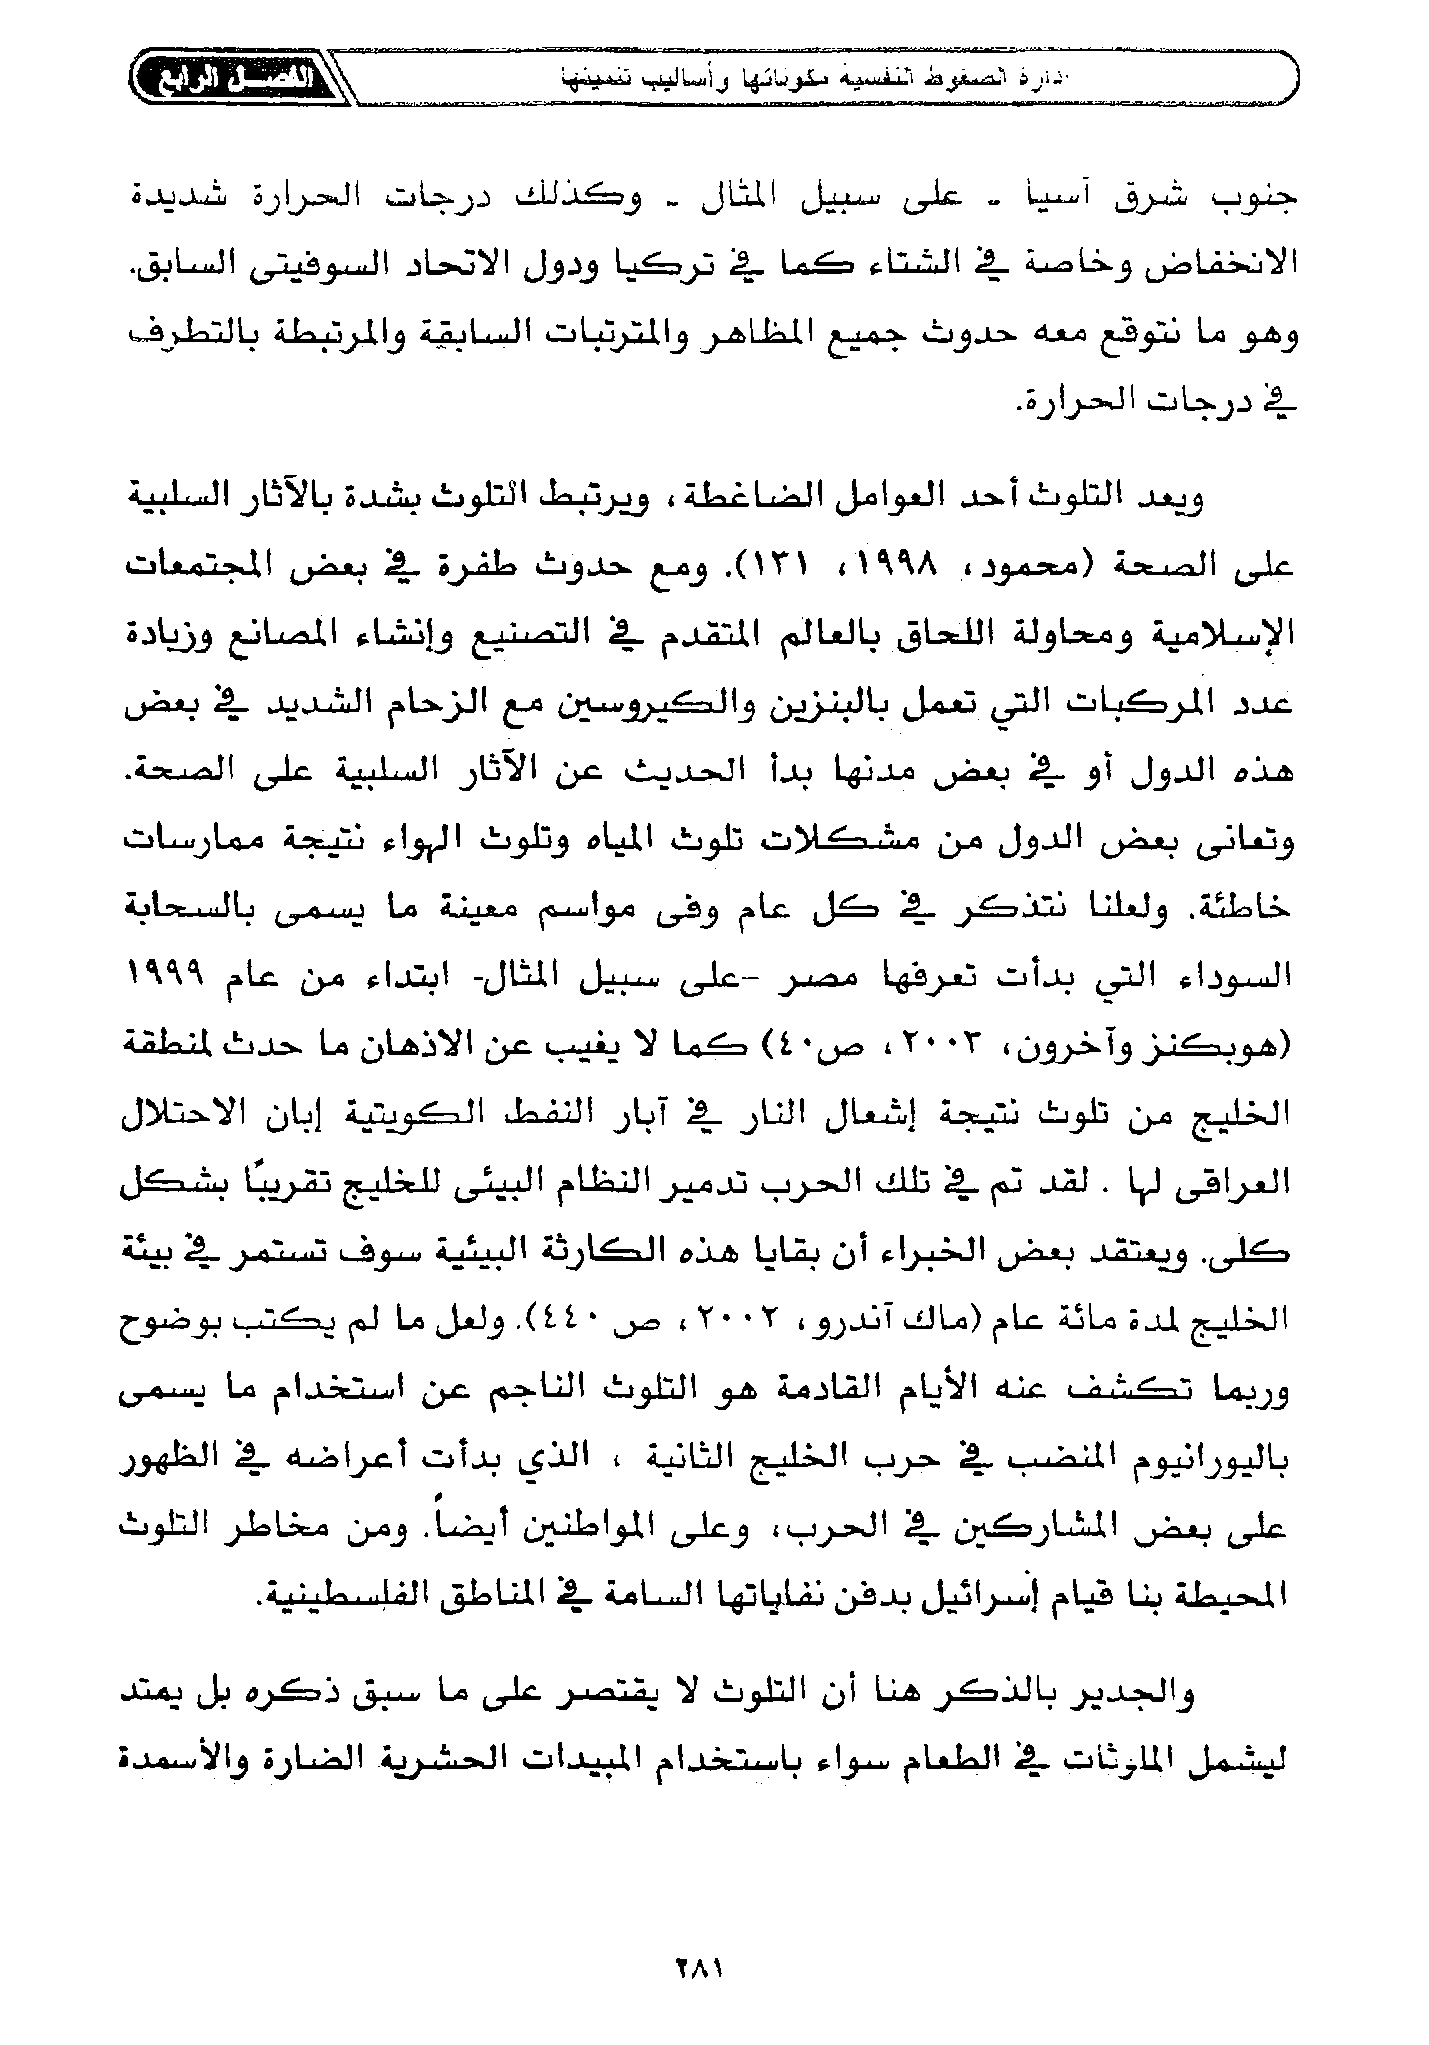 إدارة الضغوط النفسية مكوناتها وأساليب تنميتها
الفصل الرابع
جنوب شرق آسيا - على سبيل المثال - وكذلك درجات الحرارة شديدة
الانخفاض وخاصة في الشتاء كما في تركيا ودول الاتحاد السوفيتى السابق.
وهو ما نتوقع معه حدوث جميع المظاهر والمترتبات السابقة والمرتبطة بالتطرف
في درجات الحرارة.
ويعد التلوث أحد العوامل الضاغطة، ويرتبط التلوث بشدة بالآثار السلبية
على الصحة (محمود، ١٩٩٨، ١٣١). ومع حدوث طفرة في بعض المجتمعات
الإسلامية ومحاولة اللحاق بالعالم المتقدم في التصنيع وإنشاء المصانع وزيادة
عدد المركبات التي تعمل بالبنزين والكيروسين مع الزحام الشديد في بعض
هذه الدول أو في بعض مدنها بدأ الحديث عن الآثار السلبية على الصحة.
وتعانى بعض الدول من مشكلات تلوث المياه وتلوث الهواء نتيجة ممارسات
خاطئة. ولعلنا نتذكر في كل عام وفى مواسم معينة ما يسمى بالسحابة
السوداء التي بدأت تعرفها مصر -على سبيل المثال- ابتداء من عام ١٩٩٩
(هوبكنز وآخرون، ٢٠٠٣، ص٤٠) كما لا يغيب عن الاذهان ما حدث لمنطقة
الخليج من تلوث نتيجة إشعال النار في آبار النفط الكويتية إبان الاحتلال
العراقى لها . لقد تم في تلك الحرب تدمير النظام البيئى للخليج تقريبًا بشكل
كلى. ويعتقد بعض الخبراء أن بقايا هذه الكارثة البيئية سوف تستمر في بيئة
الخليج لمدة مائة عام (ماك آندرو، ٢٠٠٢، ص ٤٤٠). ولعل ما لم يكتب بوضوح
وربما تكشف عنه الأيام القادمة هو التلوث الناجم عن استخدام ما يسمى
باليورانيوم المنضب في حرب الخليج الثانية ، الذي بدأت أعراضه في الظهور
على بعض المشاركين في الحرب، وعلى المواطنين أيضاً. ومن مخاطر التلوث
المحيطة بنا قيام إسرائيل بدفن نفاياتها السامة في المناطق الفلسطينية.
والجدير بالذكر هنا أن التلوث لا يقتصر على ما سبق ذكره بل يمتد
ليشمل الملوثات في الطعام سواء باستخدام المبيدات الحشرية الضارة والأسمدة
٢٨١